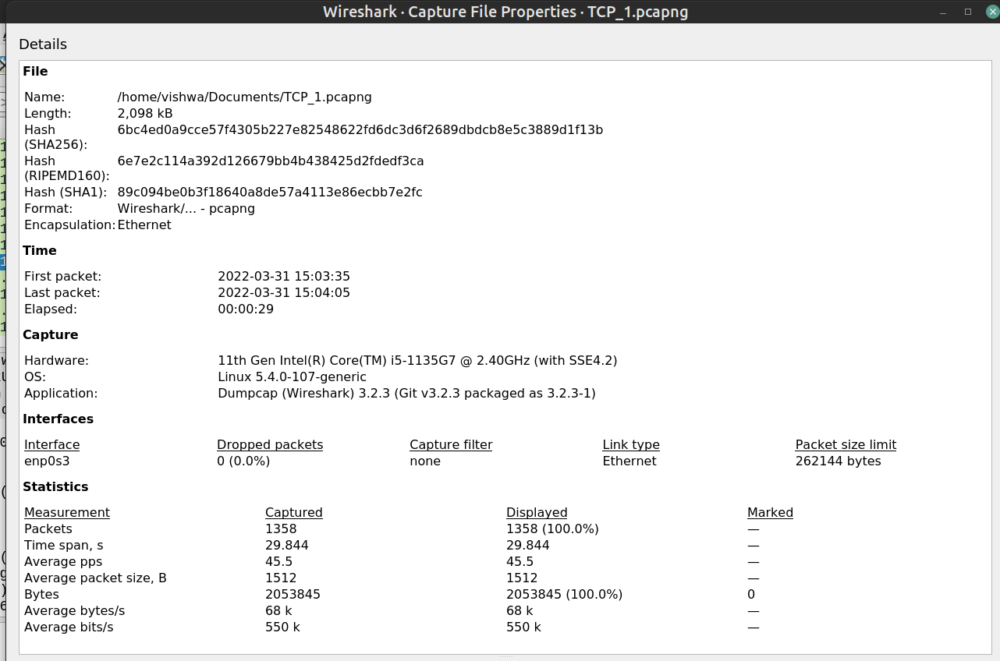 Wireshark · Capture File Properties · TCP_1.pcapng
Details
File
Name: /home/vishwa/Documents/TCP_1.pcapng
Length: 2,098 kB
Hash (SHA256): 6bc4ed0a9cce57f4305b227e82548622fd6dc3d6f2689dbdcb8e5c3889d1f13b
Hash (RIPEMD160): 6e7e2c114a392d126679bb4b438425d2fdedf3ca
Hash (SHA1): 89c094be0b3f18640a8de57a4113e86ecbb7e2fc
Format: Wireshark/... - pcapng
Encapsulation: Ethernet
Time
First packet: 2022-03-31 15:03:35
Last packet: 2022-03-31 15:04:05
Elapsed: 00:00:29
Capture
Hardware: 11th Gen Intel(R) Core(TM) i5-1135G7 @ 2.40GHz (with SSE4.2)
OS: Linux 5.4.0-107-generic
Application: Dumpcap (Wireshark) 3.2.3 (Git v3.2.3 packaged as 3.2.3-1)
Interfaces
Interface Dropped packets Capture filter Link type Packet size limit
enp0s3 0 (0.0%) none Ethernet 262144 bytes
Statistics
Measurement Captured Displayed Marked
Packets 1358 1358 (100.0%) —
Time span, s 29.844 29.844 —
Average pps 45.5 45.5 —
Average packet size, B 1512 1512 —
Bytes 2053845 2053845 (100.0%) 0
Average bytes/s 68 k 68 k —
Average bits/s 550 k 550 k —